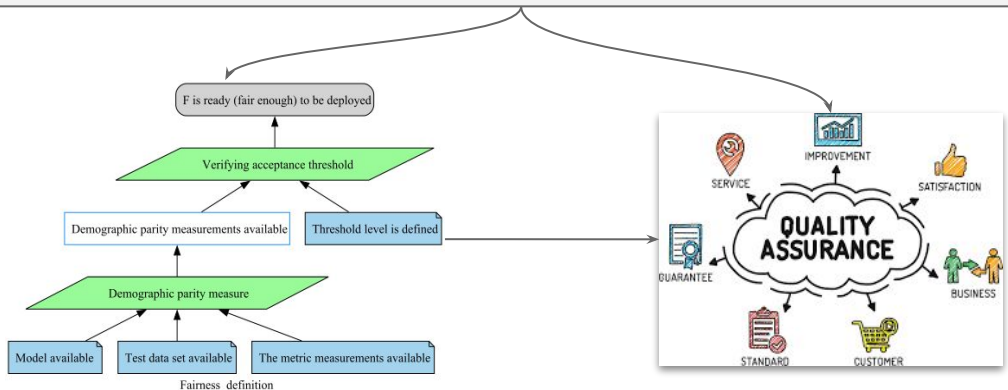 F is ready (fair enough) to be deployed
Verifying acceptance threshold
Demographic parity measurements available
Threshold level is defined
Demographic parity measure
Model available
Test data set available
The metric measurements available
Fairness definition
IMPROVEMENT
SERVICE
SATISFACTION
QUALITY
ASSURANCE
GUARANTEE
BUSINESS
STANDARD
CUSTOMER